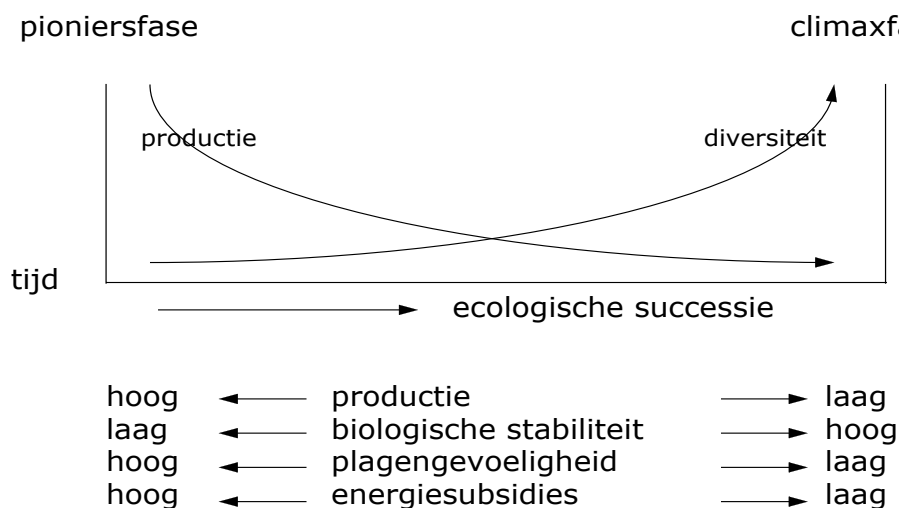 pioniersfase climaxfa
productie diversiteit
tijd
ecologische successie
hoog productie laag
laag biologische stabiliteit hoog
hoog plagengevoeligheid laag
hoog energiesubsidies laag